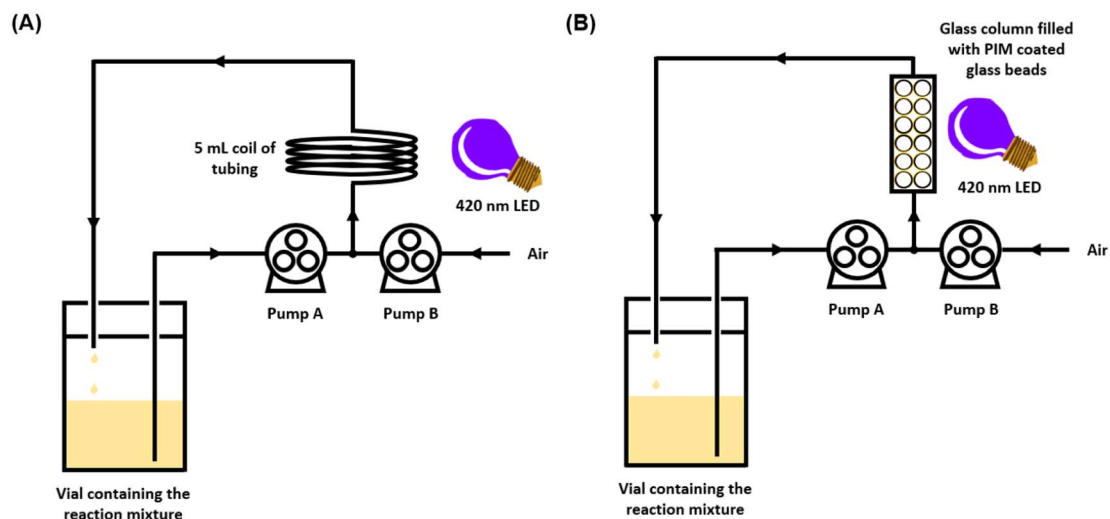 (A)
5 mL coil of
tubing
420 nm LED
Air
Pump A
Pump B
Vial containing the
reaction mixture
(B)
Glass column filled
with PIM coated
glass beads
420 nm LED
Air
Pump A
Pump B
Vial containing the
reaction mixture